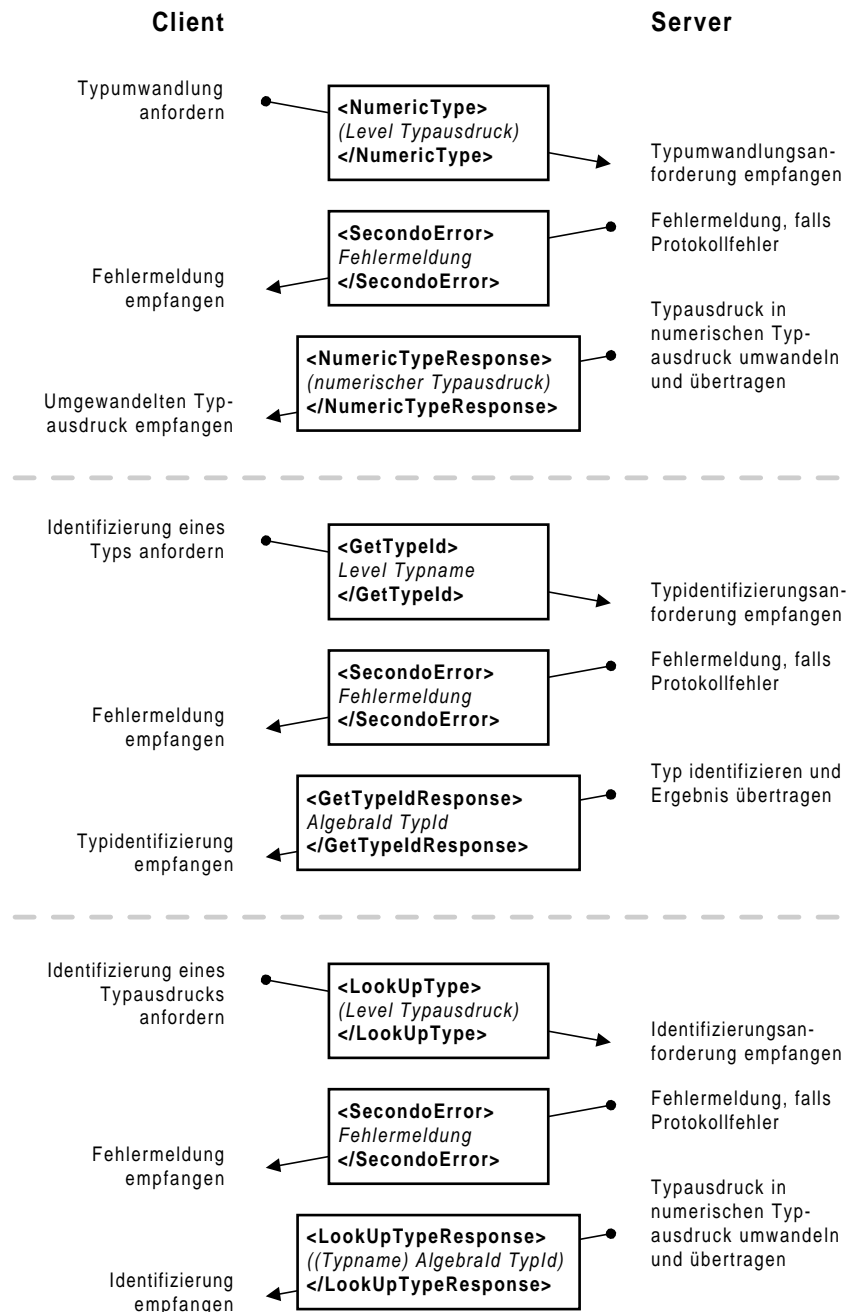 Client
Server
Typumwandlung
anfordern
<NumericType>
(Level Typausdruck)
</NumericType>
Typumwandlungsan-
forderung empfangen
<SecondoError>
Fehlermeldung
</SecondoError>
Fehlermeldung, falls
Protokollfehler
Fehlermeldung
empfangen
Typausdruck in
numerischen Typ-
ausdruck umwandeln
und übertragen
<NumericTypeResponse>
(numerischer Typausdruck)
</NumericTypeResponse>
Umgewandelten Typ-
ausdruck empfangen
Identifizierung eines
Typs anfordern
<GetTypeId>
Level Typname
</GetTypeId>
Typidentifizierungsan-
forderung empfangen
<SecondoError>
Fehlermeldung
</SecondoError>
Fehlermeldung, falls
Protokollfehler
Fehlermeldung
empfangen
Typ identifizieren und
Ergebnis übertragen
<GetTypeIdResponse>
AlgebraId TypId
</GetTypeIdResponse>
Typidentifizierung
empfangen
Identifizierung eines
Typausdrucks
anfordern
<LookUpType>
(Level Typausdruck)
</LookUpType>
Identifizierungsan-
forderung empfangen
<SecondoError>
Fehlermeldung
</SecondoError>
Fehlermeldung, falls
Protokollfehler
Fehlermeldung
empfangen
Typausdruck in
numerischen Typ-
ausdruck umwandeln
und übertragen
<LookUpTypeResponse>
((Typname) AlgebraId TypId)
</LookUpTypeResponse>
Identifizierung
empfangen